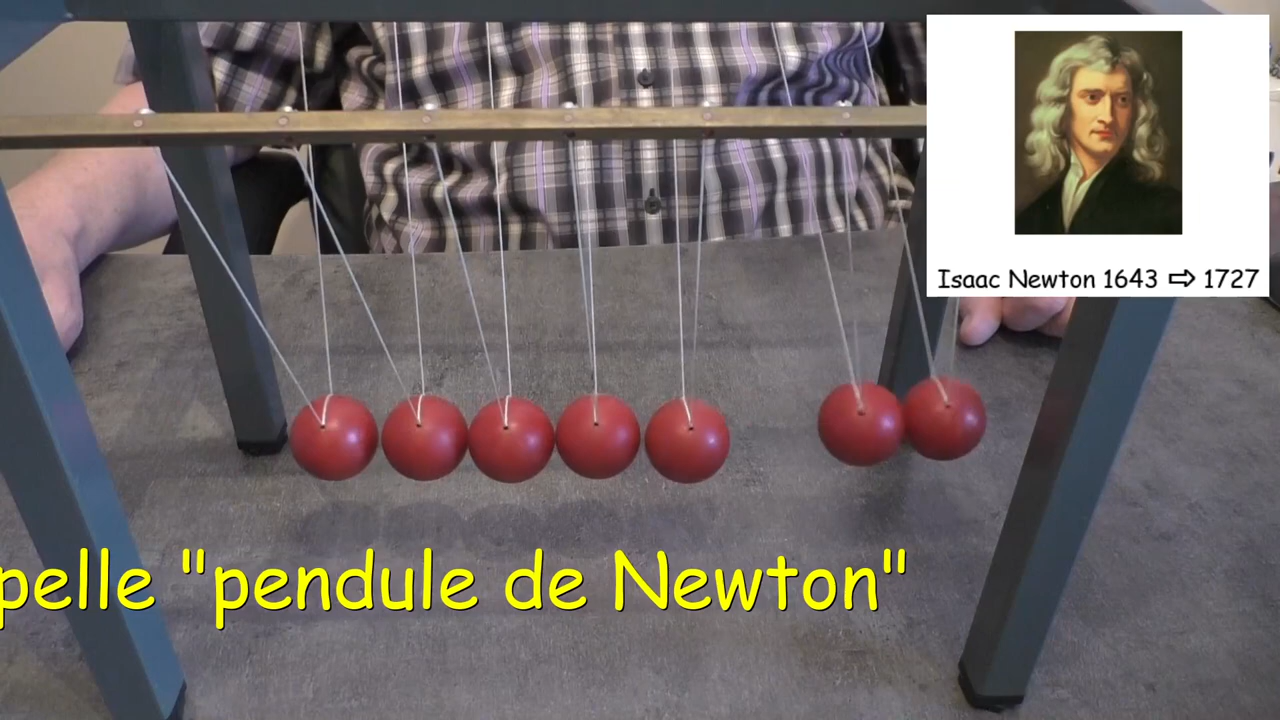 Isaac Newton 1643 ⇨ 1727
pelle "pendule de Newton"